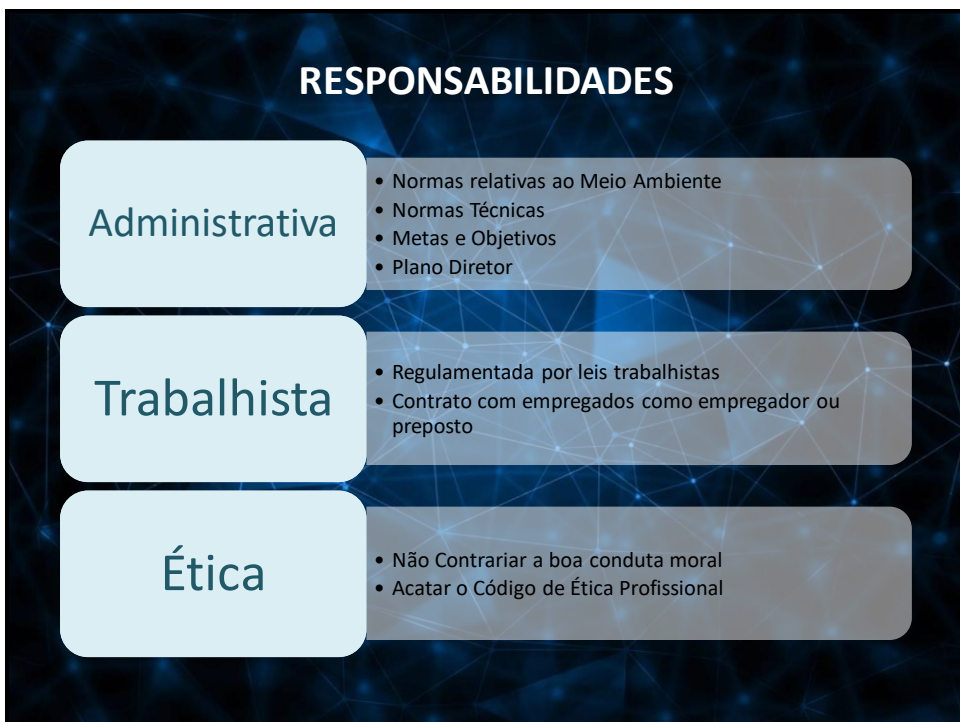 RESPONSABILIDADES
Administrativa
• Normas relativas ao Meio Ambiente
• Normas Técnicas
• Metas e Objetivos
• Plano Diretor
Trabalhista
• Regulamentada por leis trabalhistas
• Contrato com empregados como empregador ou
preposto
Ética
• Não Contrariar a boa conduta moral
• Acatar o Código de Ética Profissional